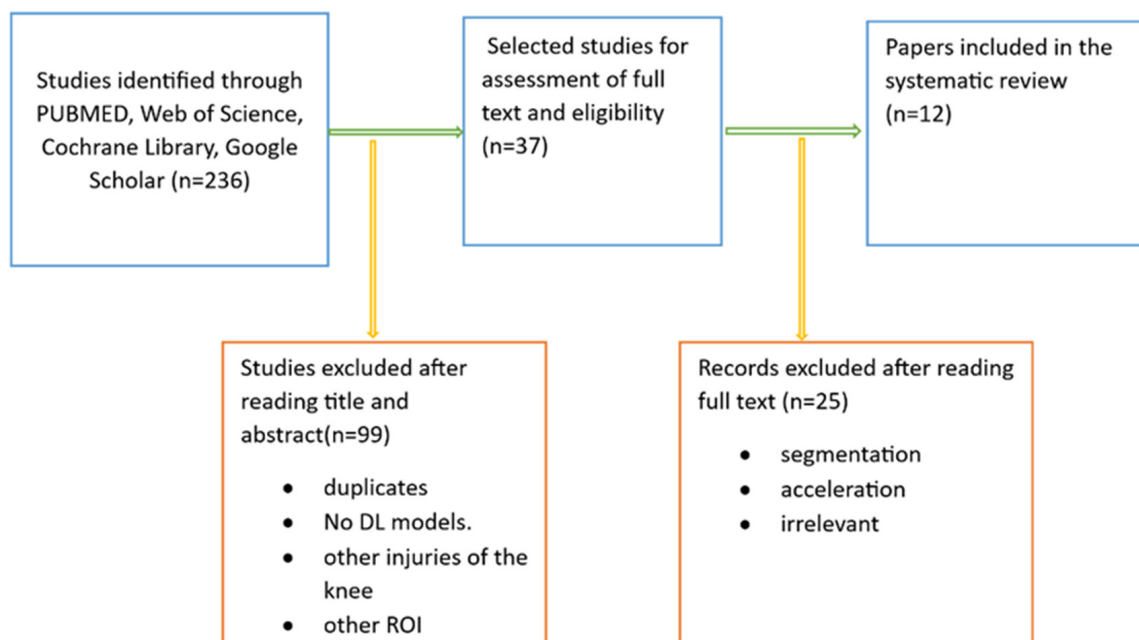 Studies identified through
PUBMED, Web of Science,
Cochrane Library, Google
Scholar (n=236)
Selected studies for
assessment of full
text and eligibility
(n=37)
Papers included in the
systematic review
(n=12)
Studies excluded after
reading title and
abstract(n=99)
• duplicates
• No DL models.
• other injuries of the
knee
• other ROI
Records excluded after reading
full text (n=25)
• segmentation
• acceleration
• irrelevant